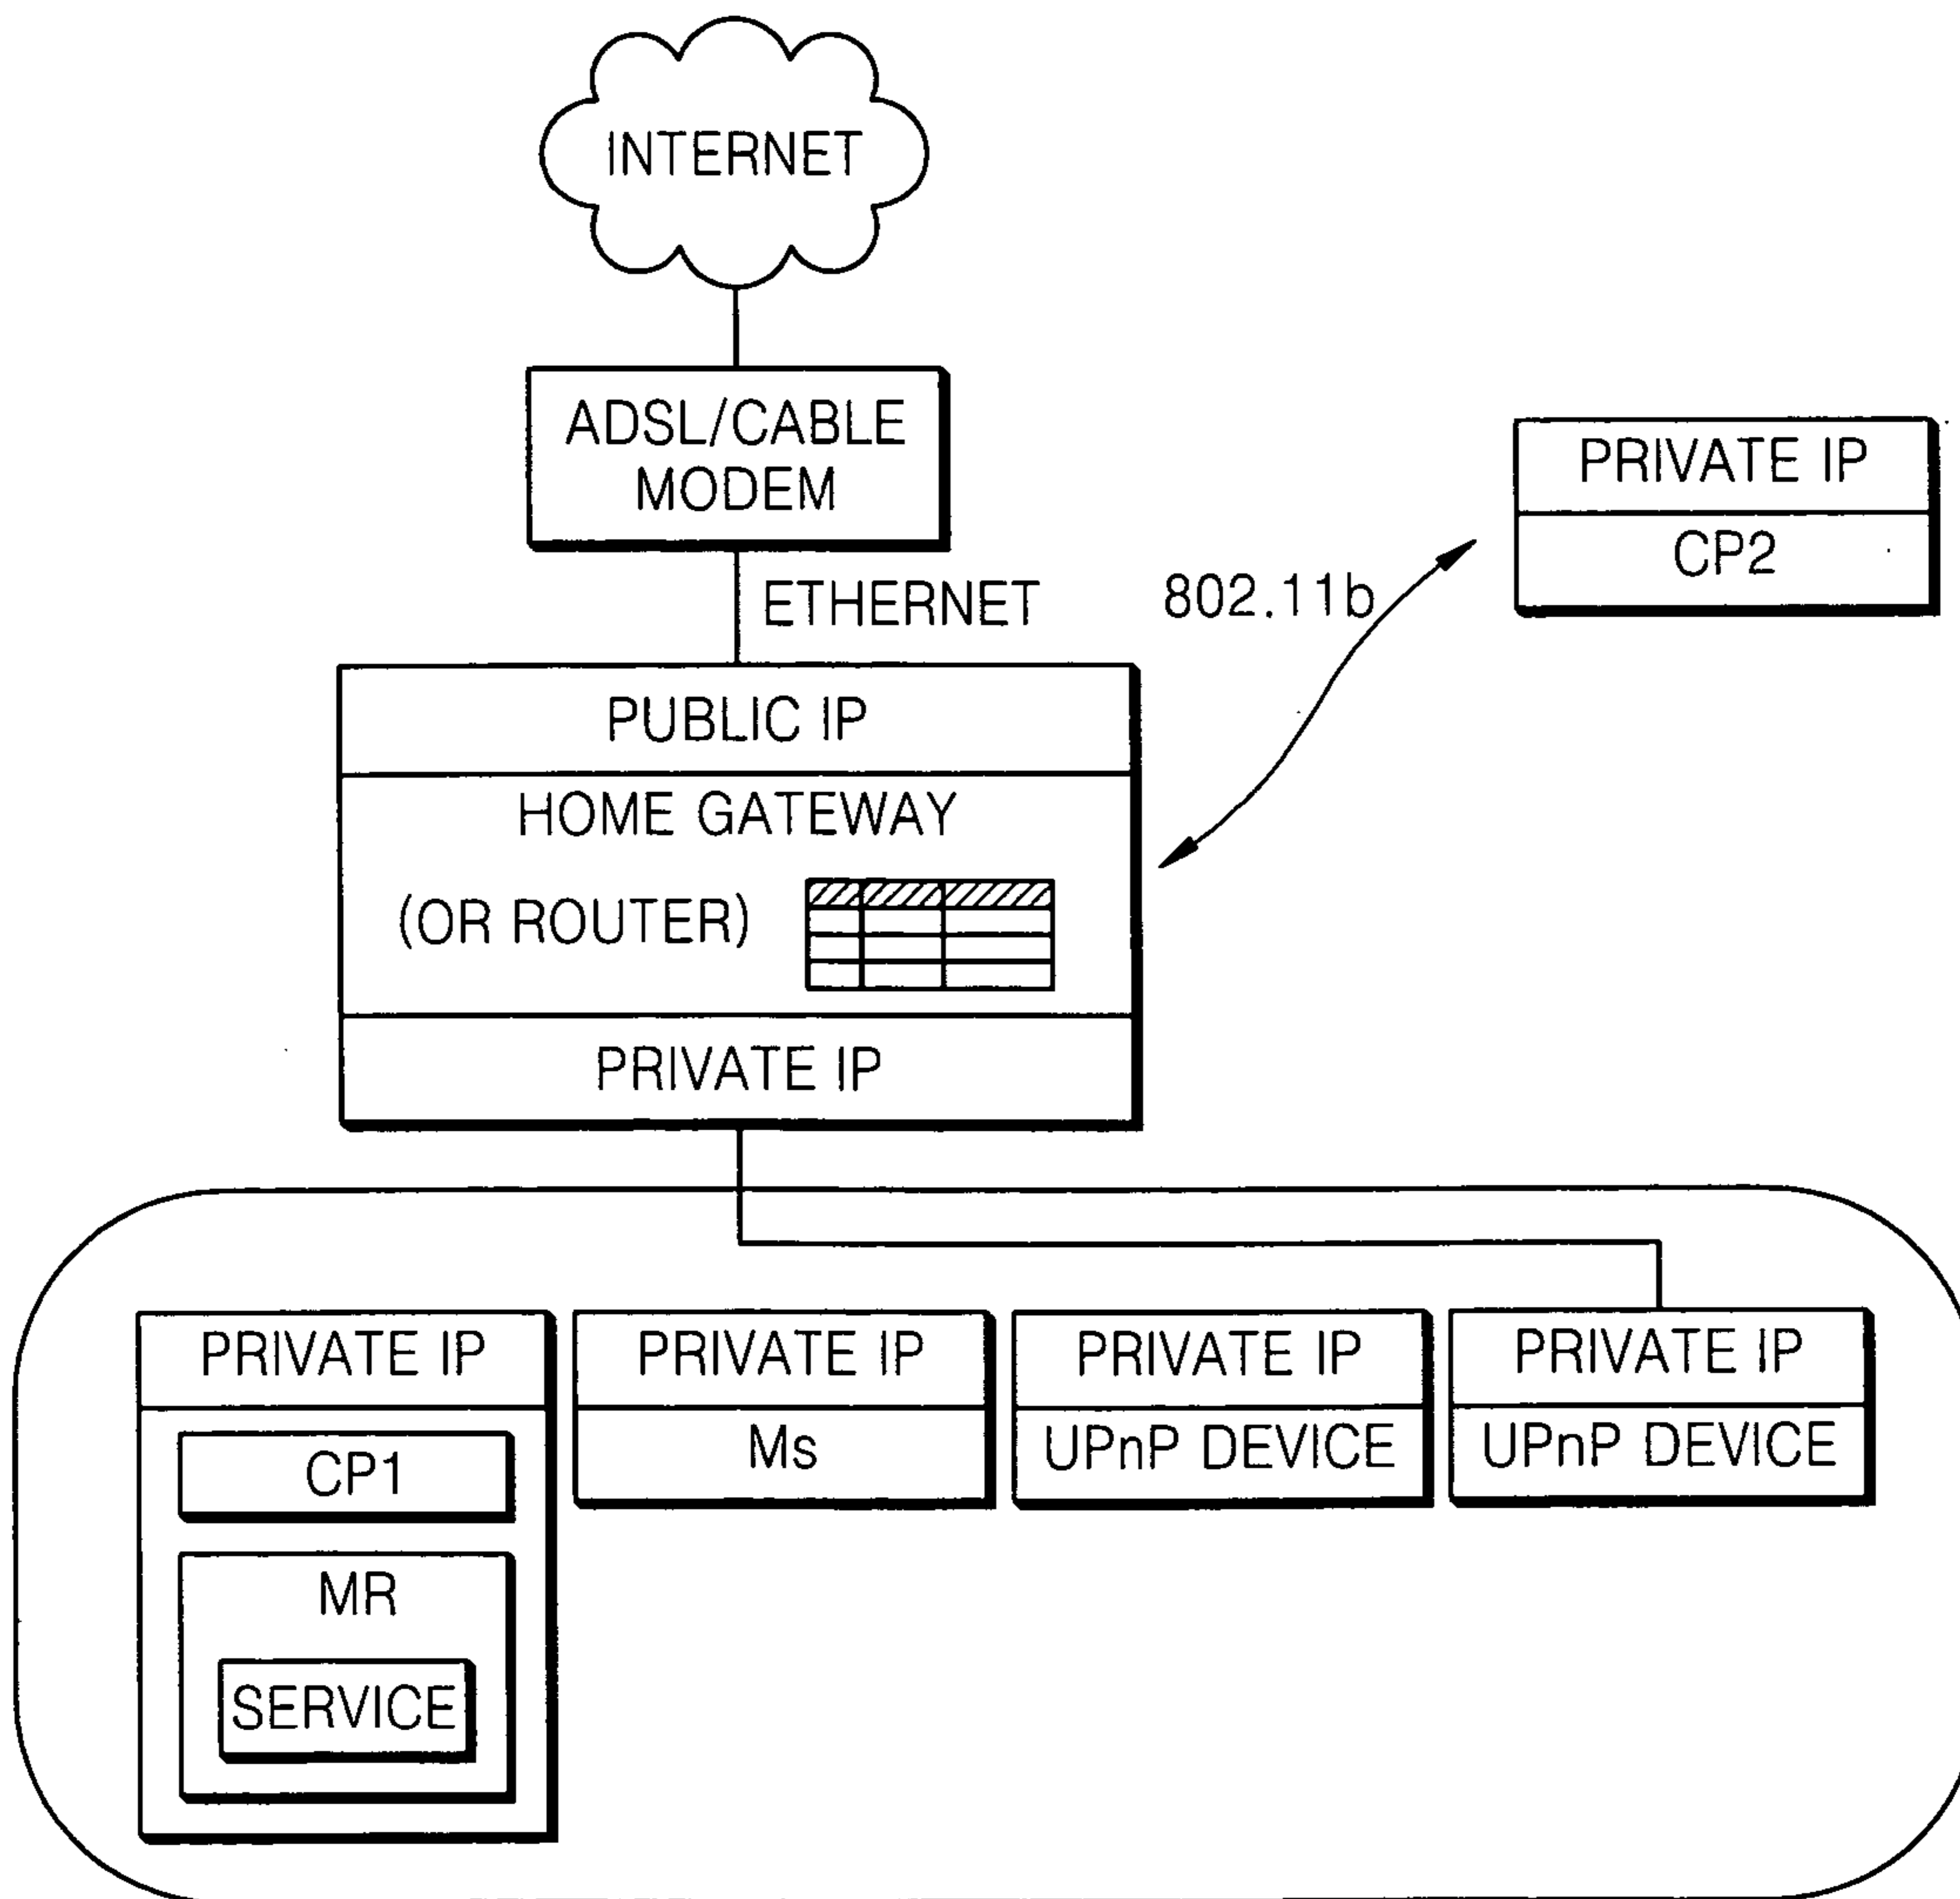 INTERNET
ADSL/CABLE
MODEM
PRIVATE IP
CP2
ETHERNET
802.11b
PUBLIC IP
HOME GATEWAY
(OR ROUTER)
PRIVATE IP
PRIVATE IP
CP1
MR
SERVICE
PRIVATE IP
Ms
PRIVATE IP
UPnP DEVICE
PRIVATE IP
UPnP DEVICE